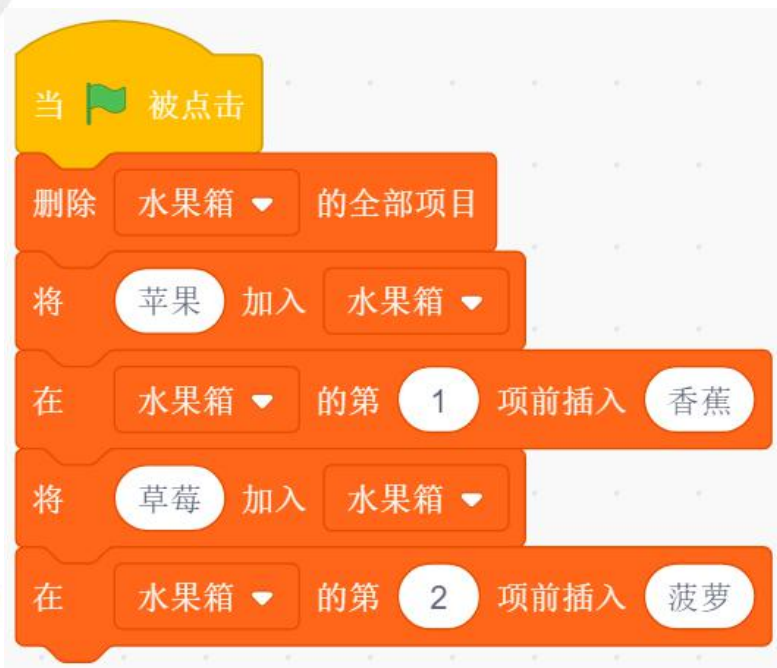 当 被点击
删除 水果箱 的全部项目
将 苹果 加入 水果箱
在 水果箱 的第 1 项前插入 香蕉
将 草莓 加入 水果箱
在 水果箱 的第 2 项前插入 菠萝